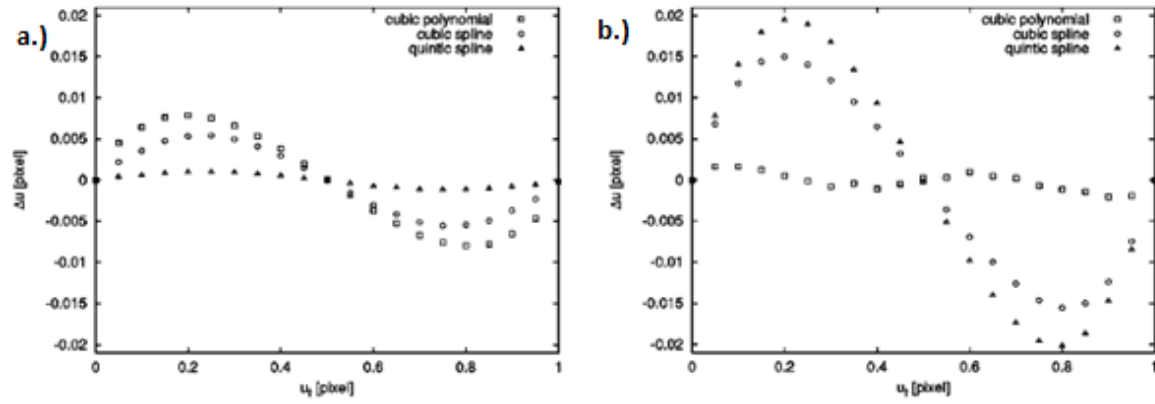 a.)
cubic polynomial
cubic spline
quintic spline
0.02
0.015
0.01
0.005
0
-0.005
-0.01
-0.015
-0.02
Δu [pixel]
0 0.2 0.4 0.6 0.8 1
u_t [pixel]
b.)
cubic polynomial
cubic spline
quintic spline
0.02
0.015
0.01
0.005
0
-0.005
-0.01
-0.015
-0.02
Δu [pixel]
0 0.2 0.4 0.6 0.8 1
u_t [pixel]